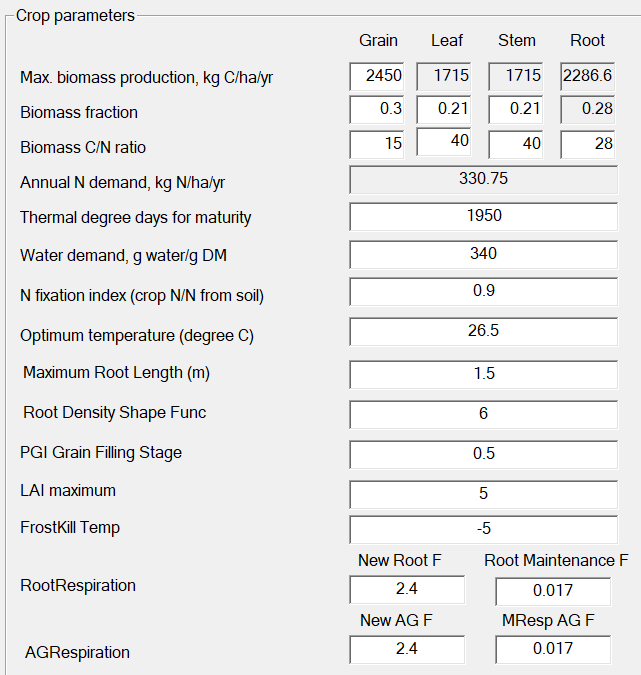 Crop parameters
Grain Leaf Stem Root
Max. biomass production, kg C/ha/yr 2450 1715 1715 2286.6
Biomass fraction 0.3 0.21 0.21 0.28
Biomass C/N ratio 15 40 40 28
Annual N demand, kg N/ha/yr 330.75
Thermal degree days for maturity 1950
Water demand, g water/g DM 340
N fixation index (crop N/N from soil) 0.9
Optimum temperature (degree C) 26.5
Maximum Root Length (m) 1.5
Root Density Shape Func 6
PGI Grain Filling Stage 0.5
LAI maximum 5
FrostKill Temp -5
New Root F Root Maintenance F
RootRespiration 2.4 0.017
New AG F MResp AG F
AGRespiration 2.4 0.017